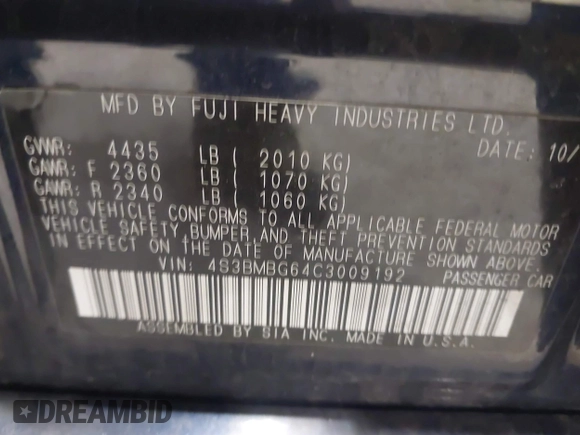 MFD BY FUJI HEAVY INDUSTRIES LTD.
DATE: 10/
GVWR: 4435 LB ( 2010 KG)
GAWR: F 2360 LB ( 1070 KG)
GAWR: R 2340 LB ( 1060 KG)
THIS VEHICLE CONFORMS TO ALL APPLICABLE FEDERAL MOTOR
VEHICLE SAFETY, BUMPER, AND THEFT PREVENTION STANDARDS
IN EFFECT ON THE DATE OF MANUFACTURE SHOWN ABOVE.
VIN: 4S3BMBG64C3009192 PASSENGER CAR
ASSEMBLED BY SIA INC. MADE IN U.S.A.
DREAMBID